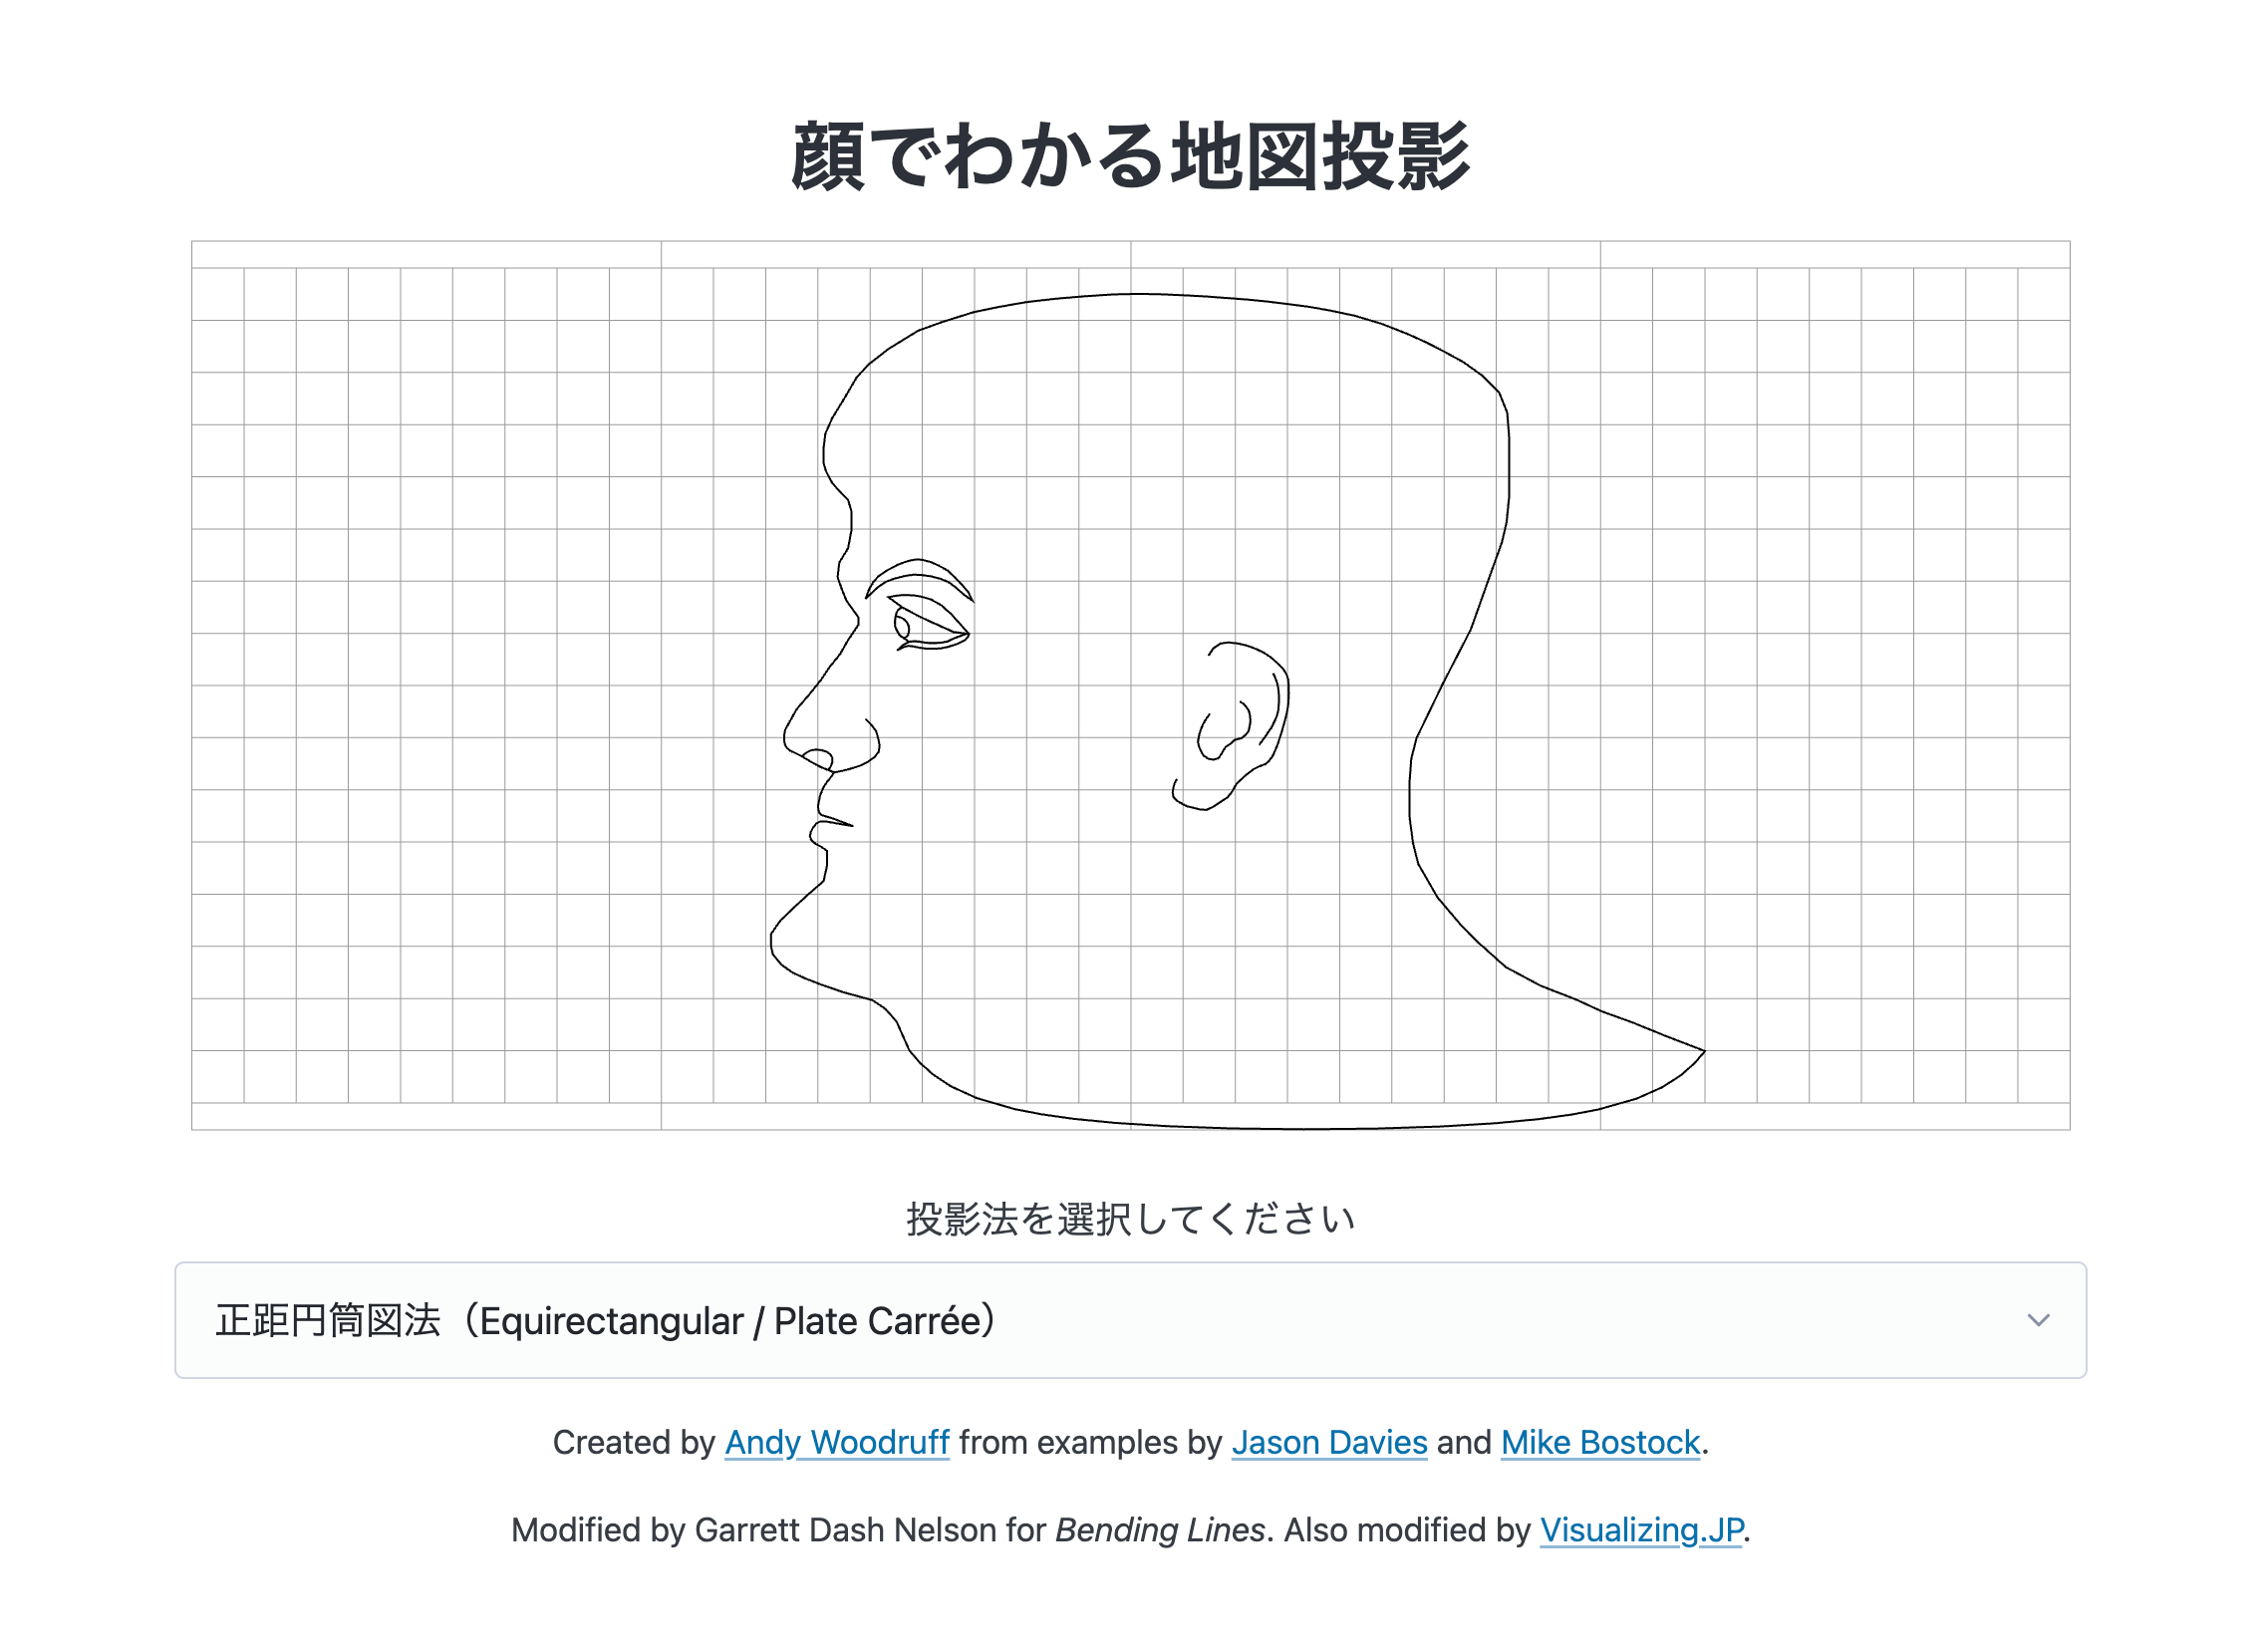 顔でわかる地図投影
投影法を選択してください
正距円筒図法（Equirectangular / Plate Carrée）
Created by Andy Woodruff from examples by Jason Davies and Mike Bostock.
Modified by Garrett Dash Nelson for Bending Lines. Also modified by Visualizing.JP.